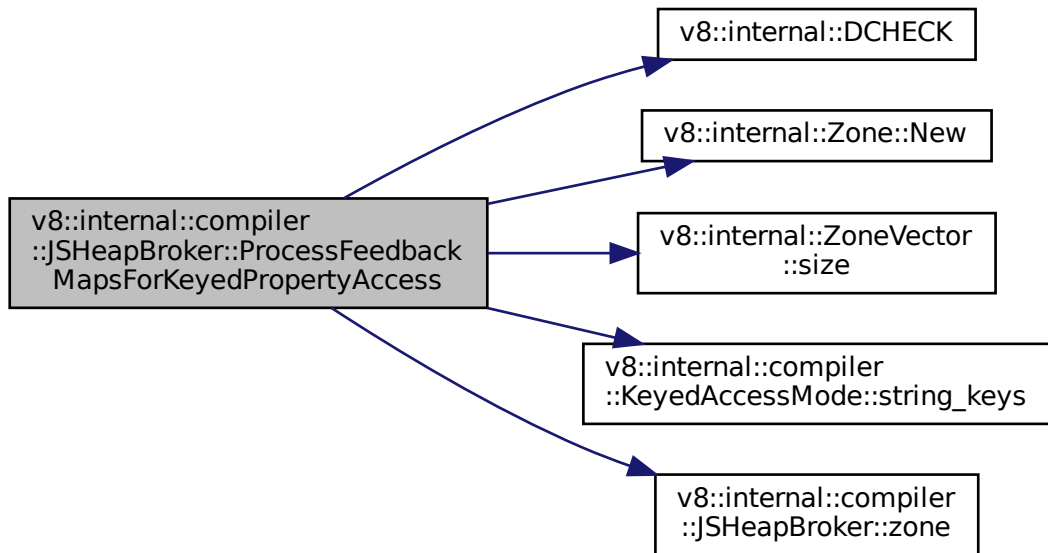 v8::internal::DCHECK
v8::internal::Zone::New
v8::internal::compiler
::JSHeapBroker::ProcessFeedback
MapsForKeyedPropertyAccess
v8::internal::ZoneVector
::size
v8::internal::compiler
::KeyedAccessMode::string_keys
v8::internal::compiler
::JSHeapBroker::zone